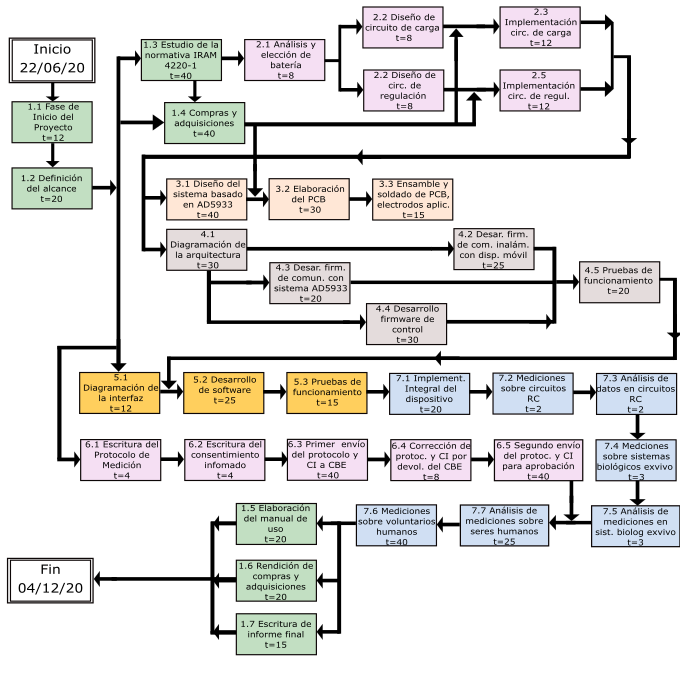 Inicio
22/06/20
1.1 Fase de
Inicio del
Proyecto
t=12
1.2 Definición
del alcance
t=20
1.3 Estudio de la
normativa IRAM
4220-1
t=40
1.4 Compras y
adquisiciones
t=40
2.1 Análisis y
elección de
batería
t=8
2.2 Diseño de
circuito de carga
t=8
2.3
Implementación
circ. de carga
t=12
2.2 Diseño de
circ. de
regulación
t=8
2.5
Implementación
circ. de regul.
t=12
3.1 Diseño del
sistema basado
en AD5933
t=40
3.2 Elaboración
del PCB
t=30
3.3 Ensamble y
soldado de PCB,
electrodos aplic.
t=15
4.1
Diagramación de
la arquitectura
t=30
4.2 Desar. firm.
de com. inalám.
con disp. móvil
t=25
4.3 Desar. firm.
de comun. con
sistema AD5933
t=20
4.4 Desarrollo
firmware de
control
t=30
4.5 Pruebas de
funcionamiento
t=20
5.1
Diagramación de
la interfaz
t=12
5.2 Desarrollo
de software
t=25
5.3 Pruebas de
funcionamiento
t=15
7.1 Implement.
Integral del
dispositivo
t=20
7.2 Mediciones
sobre circuitos
RC
t=2
7.3 Análisis de
datos en circuitos
RC
t=2
6.1 Escritura del
Protocolo de
Medición
t=4
6.2 Escritura del
consentimiento
infomado
t=4
6.3 Primer envío
del protocolo y
CI a CBE
t=40
6.4 Corrección de
protoc. y CI por
devol. del CBE
t=8
6.5 Segundo envío
del protoc. y CI
para aprobación
t=40
7.4 Medciones
sobre sistemas
biológicos exvivo
t=3
7.5 Análisis de
mediciones en
sist. biolog exvivo
t=3
7.7 Análisis de
mediciones sobre
seres humanos
t=25
7.6 Mediciones
sobre voluntarios
humanos
t=40
1.5 Elaboración
del manual de
uso
t=20
1.6 Rendición de
compras y
adquisiciones
t=20
1.7 Escritura de
informe final
t=15
Fin
04/12/20